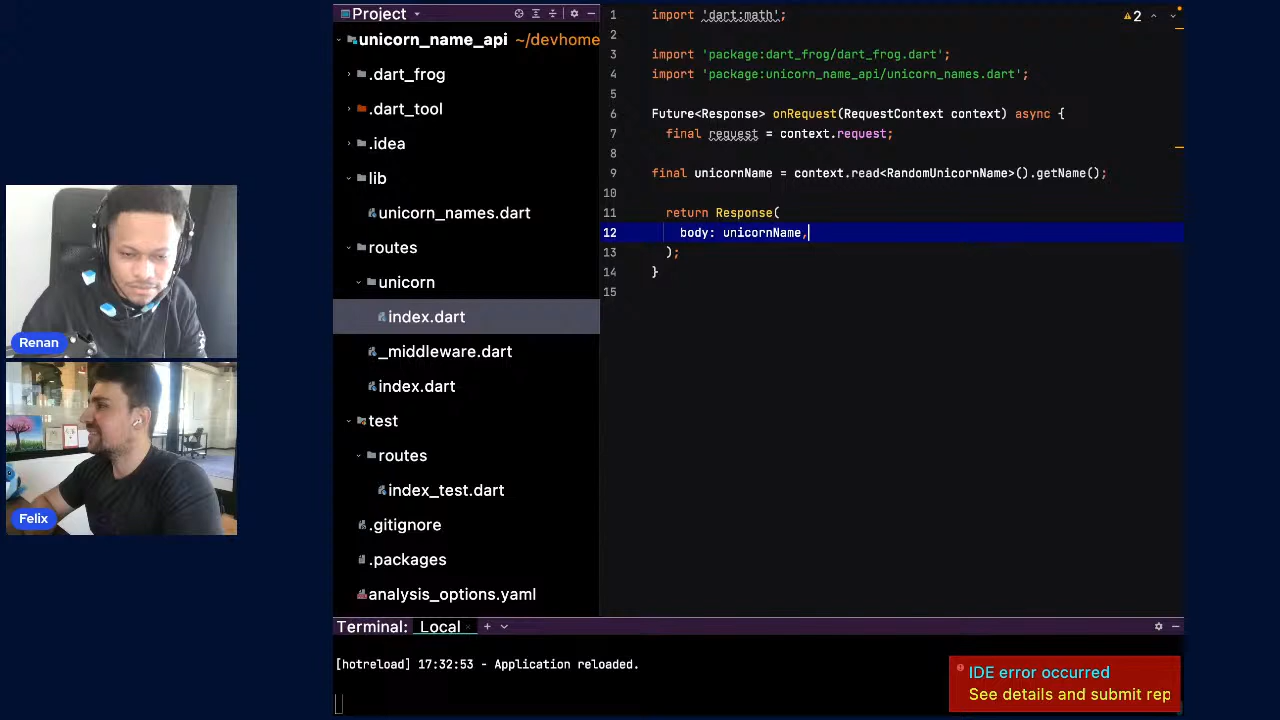 Project
unicorn_name_api ~/devhome
.dart_frog
.dart_tool
.idea
lib
unicorn_names.dart
routes
unicorn
index.dart
_middleware.dart
index.dart
test
routes
index_test.dart
.gitignore
.packages
analysis_options.yaml
1 import 'dart:math';
2
3 import 'package:dart_frog/dart_frog.dart';
4 import 'package:unicorn_name_api/unicorn_names.dart';
5
6 Future<Response> onRequest(RequestContext context) async {
7 final request = context.request;
8
9 final unicornName = context.read<RandomUnicornName>().getName();
10
11 return Response(
12 body: unicornName,
13 );
14 }
15
2
Renan
Felix
Terminal: Local
[hotreload] 17:32:53 - Application reloaded.
IDE error occurred
See details and submit rep